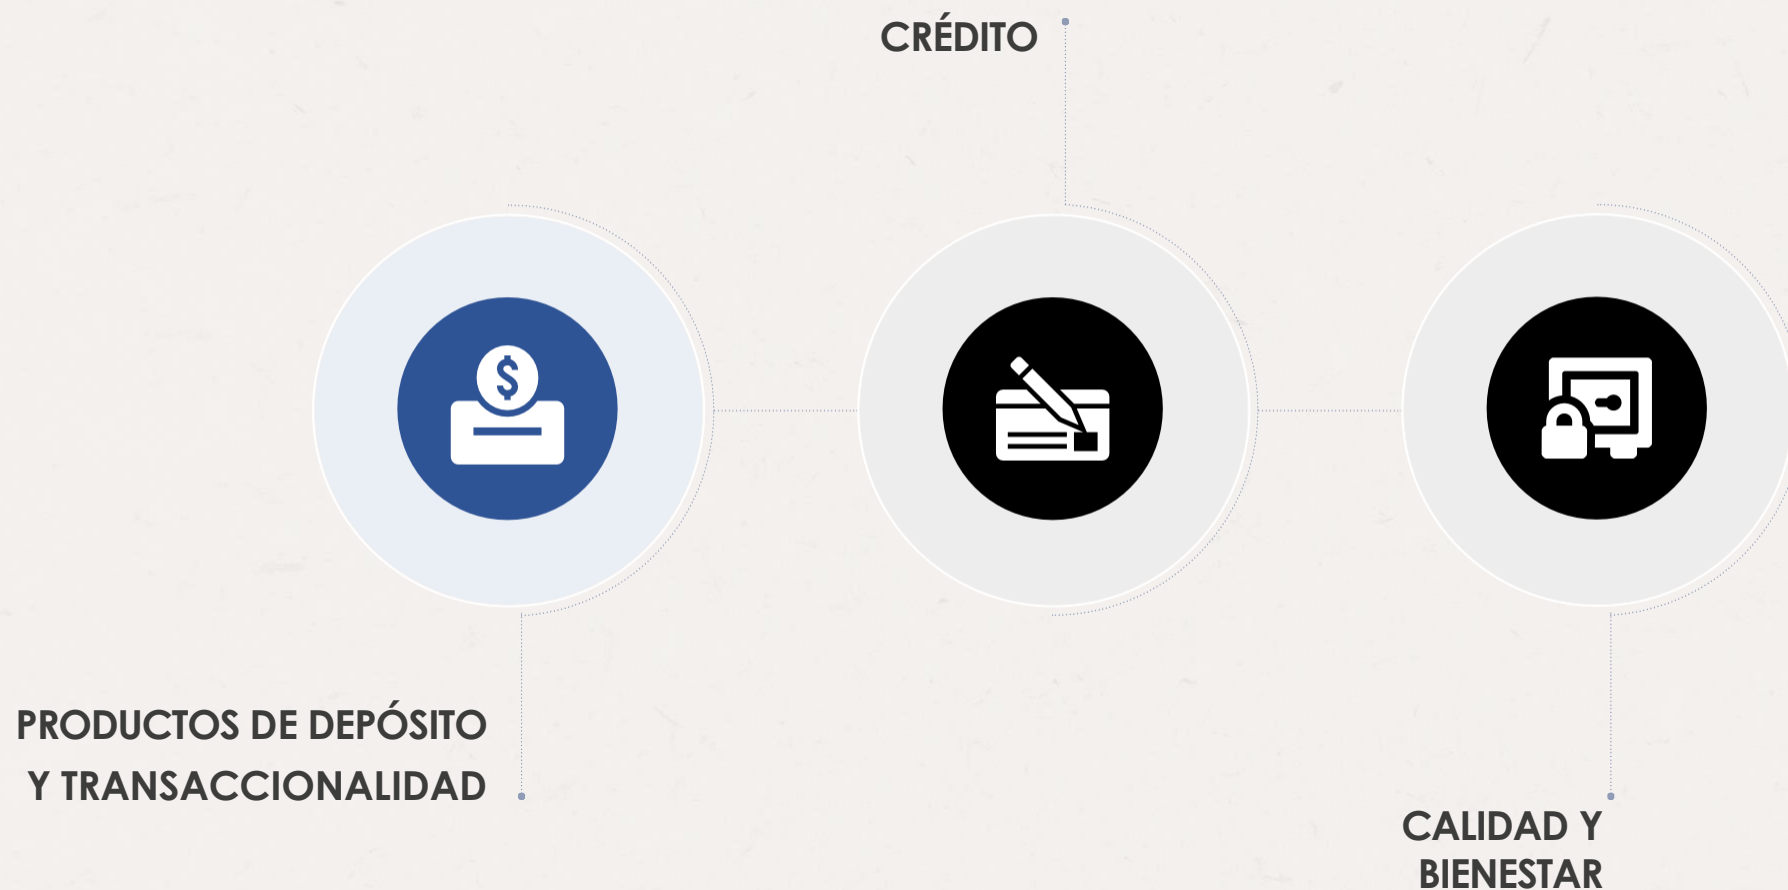 CRÉDITO
$
PRODUCTOS DE DEPÓSITO
Y TRANSACCIONALIDAD
CALIDAD Y
BIENESTAR